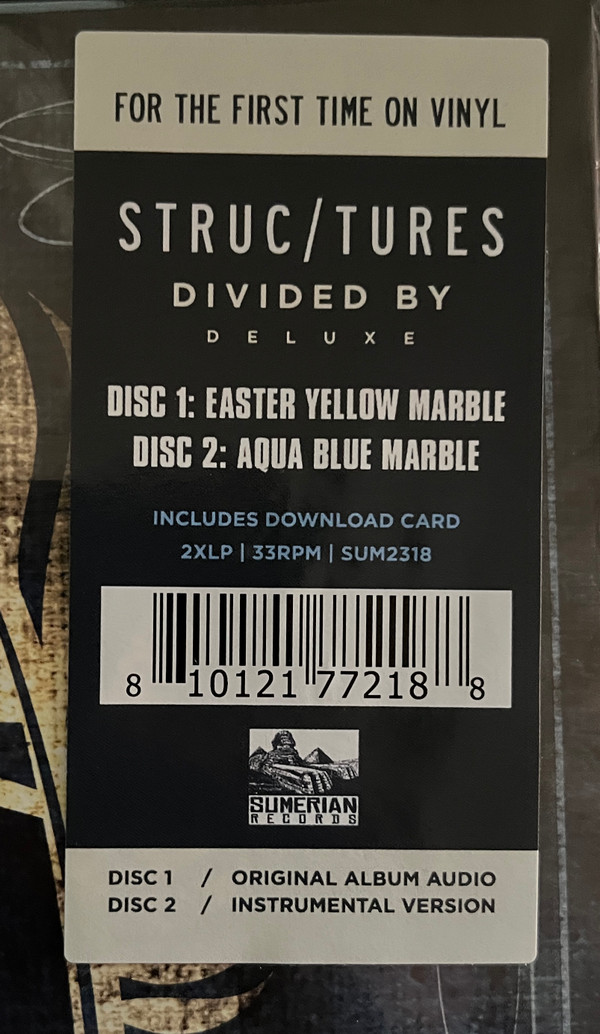 FOR THE FIRST TIME ON VINYL
STRUC/TURES
DIVIDED BY
DELUXE
DISC 1: EASTER YELLOW MARBLE
DISC 2: AQUA BLUE MARBLE
INCLUDES DOWNLOAD CARD
2XLP | 33RPM | SUM2318
8 10121 77218 8
SUMERIAN
RECORDS
DISC 1 / ORIGINAL ALBUM AUDIO
DISC 2 / INSTRUMENTAL VERSION